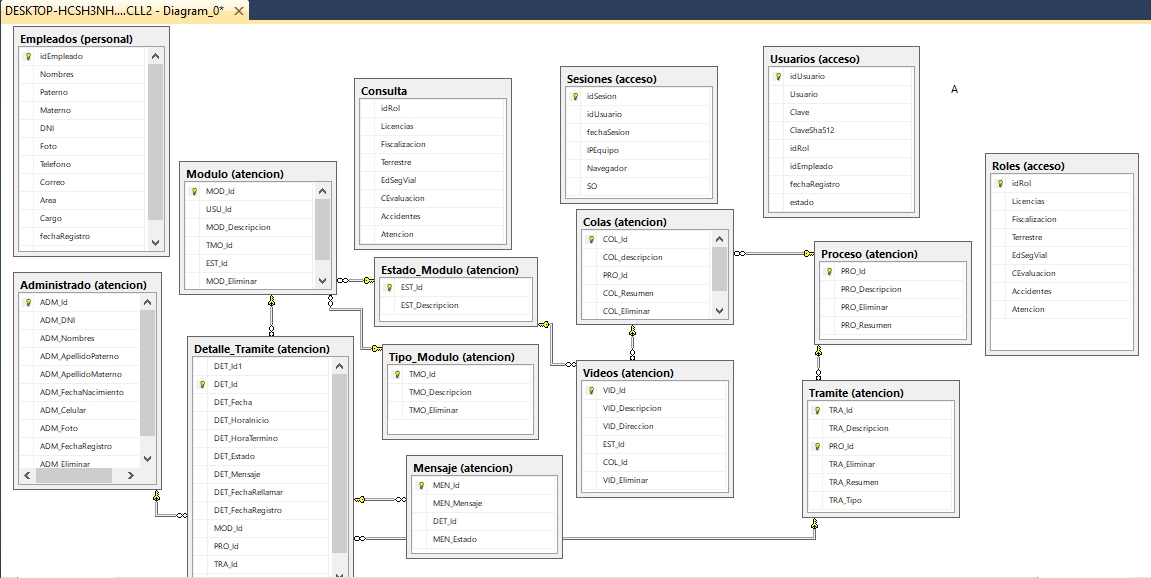 DESKTOP-HCSH3NH....CLL2 - Diagram_0*
Empleados (personal)
idEmpleado
Nombres
Paterno
Materno
DNI
Foto
Telefono
Correo
Area
Cargo
fechaRegistro
Administrado (atencion)
ADM_Id
ADM_DNI
ADM_Nombres
ADM_ApellidoPaterno
ADM_ApellidoMaterno
ADM_FechaNacimiento
ADM_Celular
ADM_Foto
ADM_FechaRegistro
ADM_Eliminar
Modulo (atencion)
MOD_Id
USU_Id
MOD_Descripcion
TMO_Id
EST_Id
MOD_Eliminar
Detalle_Tramite (atencion)
DET_Id1
DET_Id
DET_Fecha
DET_HoraInicio
DET_HoraTermino
DET_Estado
DET_Mensaje
DET_FechaRellamar
DET_FechaRegistro
MOD_Id
PRO_Id
TRA_Id
Consulta
idRol
Licencias
Fiscalizacion
Terrestre
EdSegVial
CEvaluacion
Accidentes
Atencion
Estado_Modulo (atencion)
EST_Id
EST_Descripcion
Tipo_Modulo (atencion)
TMO_Id
TMO_Descripcion
TMO_Eliminar
Mensaje (atencion)
MEN_Id
MEN_Mensaje
DET_Id
MEN_Estado
Sesiones (acceso)
idSesion
idUsuario
fechaSesion
IPEquipo
Navegador
SO
Colas (atencion)
COL_Id
COL_descripcion
PRO_Id
COL_Resumen
COL_Eliminar
Videos (atencion)
VID_Id
VID_Descripcion
VID_Direccion
EST_Id
COL_Id
VID_Eliminar
Usuarios (acceso)
idUsuario
Usuario
Clave
ClaveSha512
idRol
idEmpleado
fechaRegistro
estado
Proceso (atencion)
PRO_Id
PRO_Descripcion
PRO_Eliminar
PRO_Resumen
Tramite (atencion)
TRA_Id
TRA_Descripcion
PRO_Id
TRA_Eliminar
TRA_Resumen
TRA_Tipo
A
Roles (acceso)
idRol
Licencias
Fiscalizacion
Terrestre
EdSegVial
CEvaluacion
Accidentes
Atencion